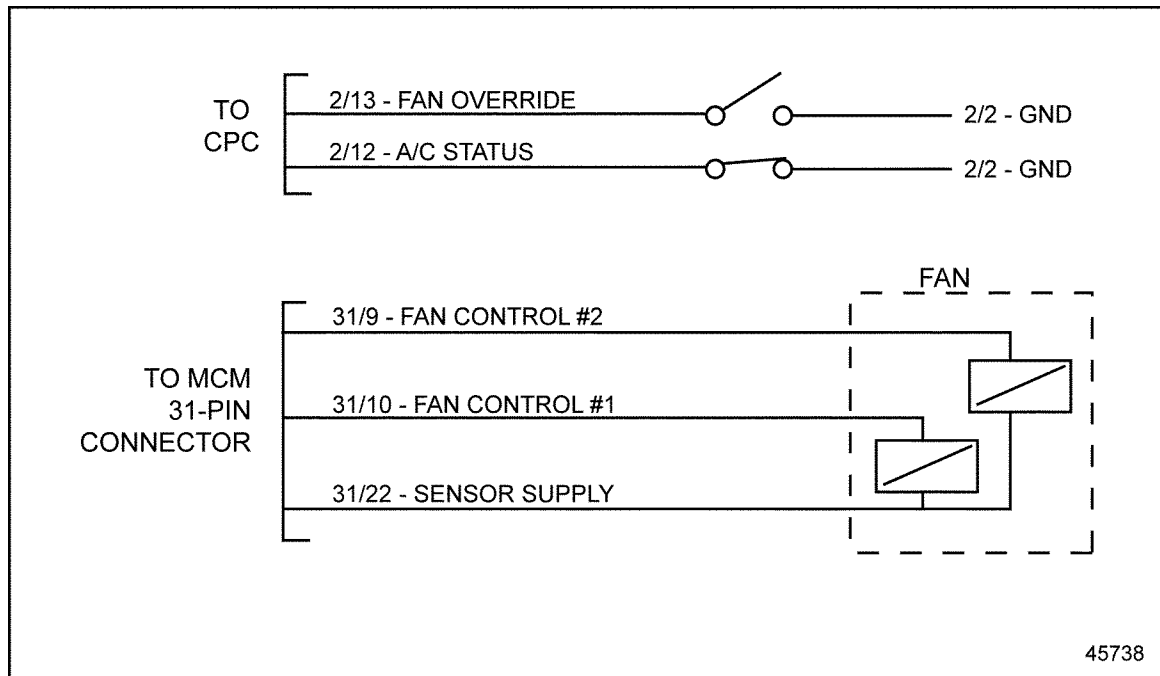 TO
CPC
2/13 - FAN OVERRIDE
2/2 - GND
2/12 - A/C STATUS
2/2 - GND
FAN
TO MCM
31-PIN
CONNECTOR
31/9 - FAN CONTROL #2
31/10 - FAN CONTROL #1
31/22 - SENSOR SUPPLY
45738